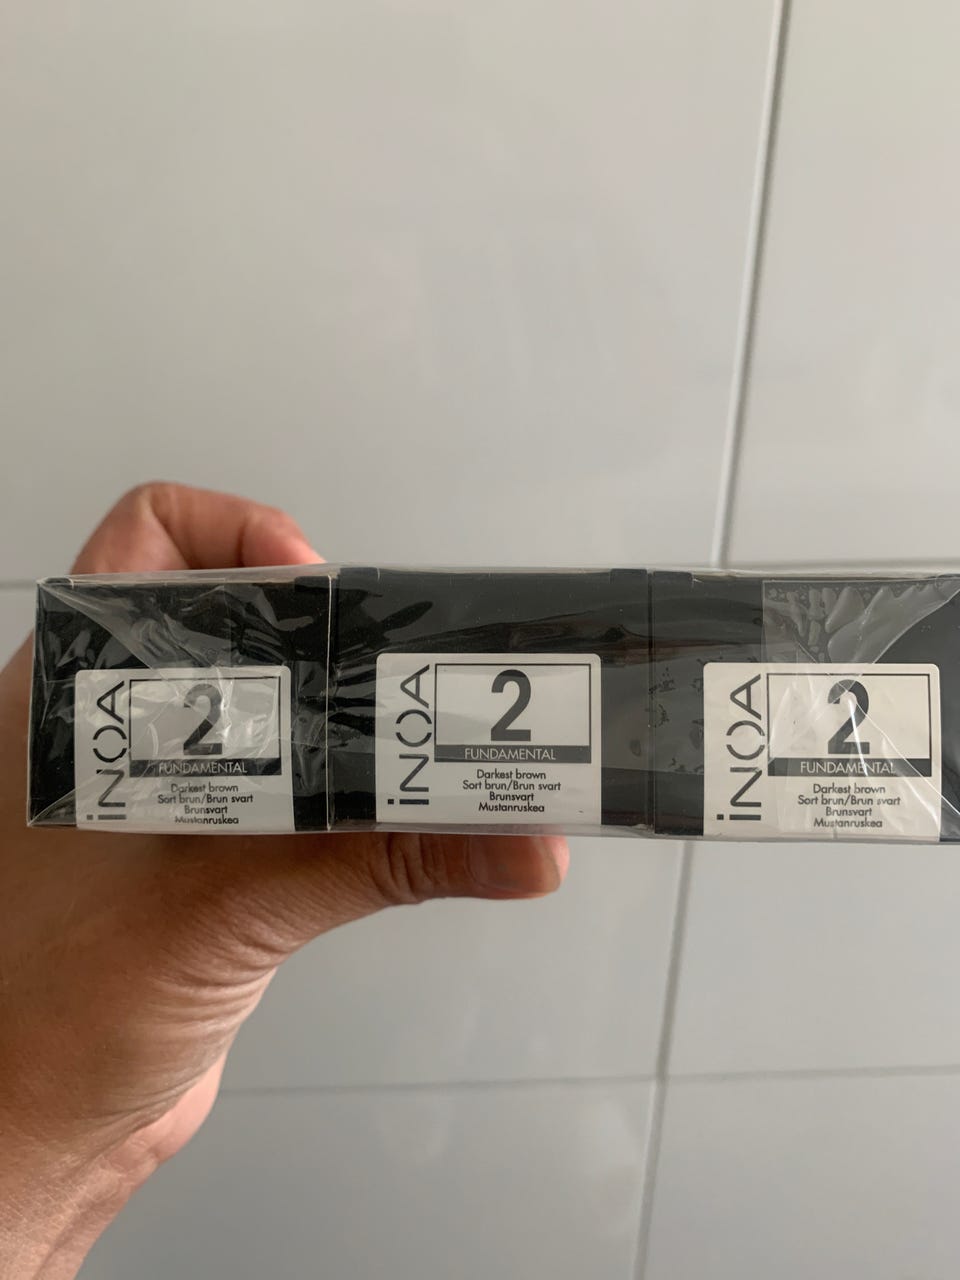 iNOA
2
FUNDAMENTAL
Darkest brown
Sort brun/Brun svart
Brunsvart
Mustanruskea
iNOA
2
FUNDAMENTAL
Darkest brown
Sort brun/Brun svart
Brunsvart
Mustanruskea
iNOA
2
FUNDAMENTAL
Darkest brown
Sort brun/Brun svart
Brunsvart
Mustanruskea